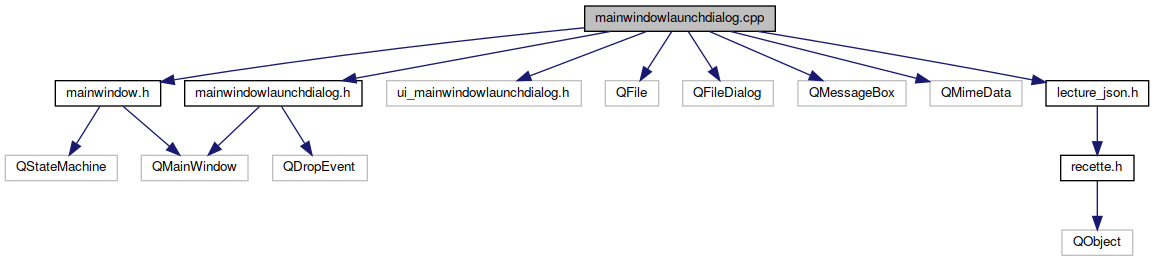 mainwindowlaunchdialog.cpp
mainwindow.h
mainwindowlaunchdialog.h
ui_mainwindowlaunchdialog.h
QFile
QFileDialog
QMessageBox
QMimeData
lecture_json.h
QStateMachine
QMainWindow
QDropEvent
recette.h
QObject